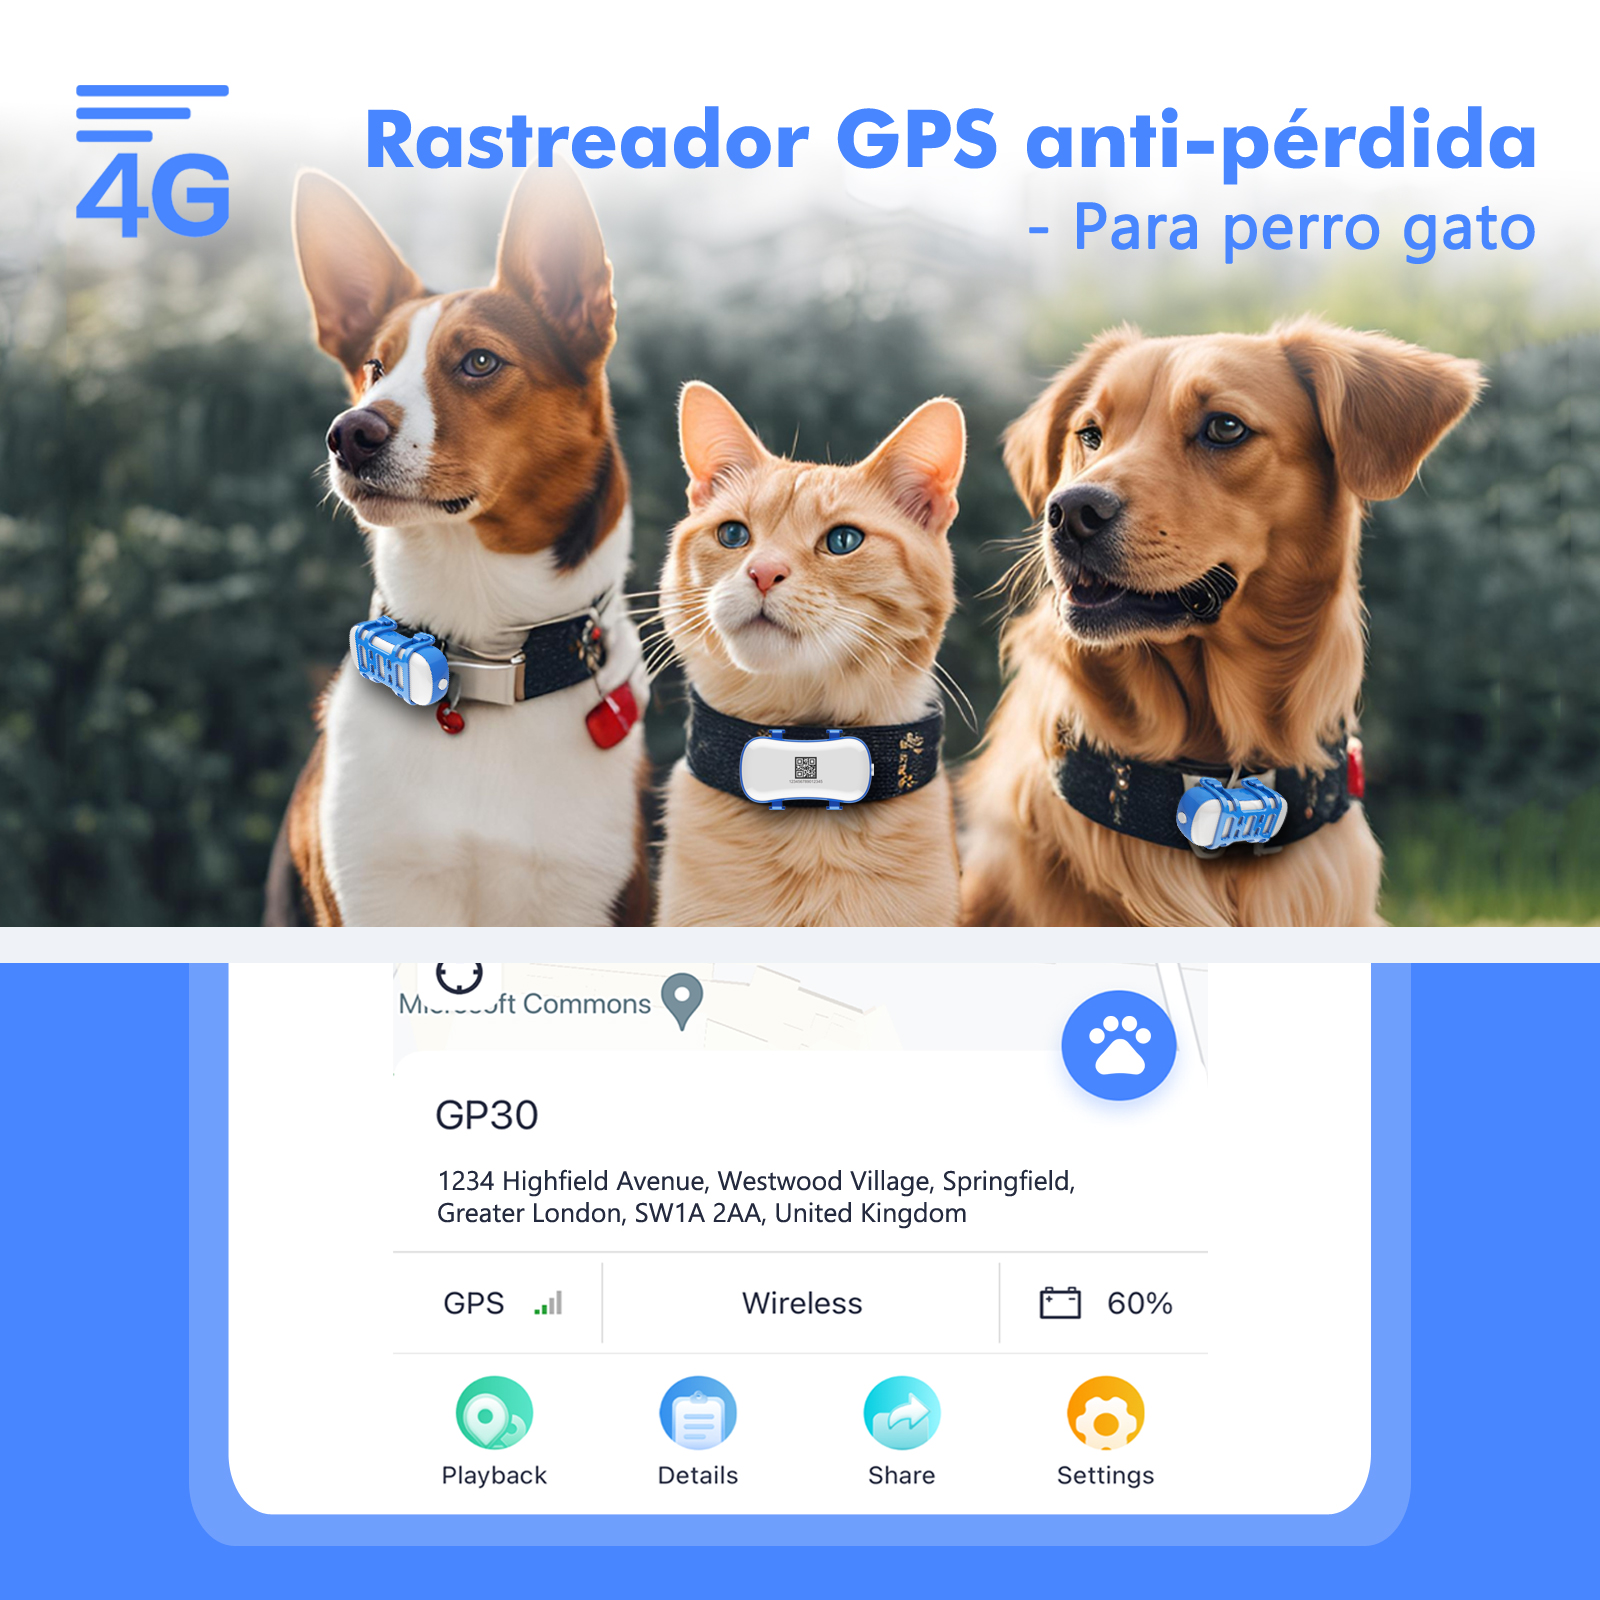 4G
Rastreador GPS anti-pérdida
- Para perro gato
Commons
GP30
1234 Highfield Avenue, Westwood Village, Springfield,
Greater London, SW1A 2AA, United Kingdom
GPS
Wireless
60%
Playback
Details
Share
Settings